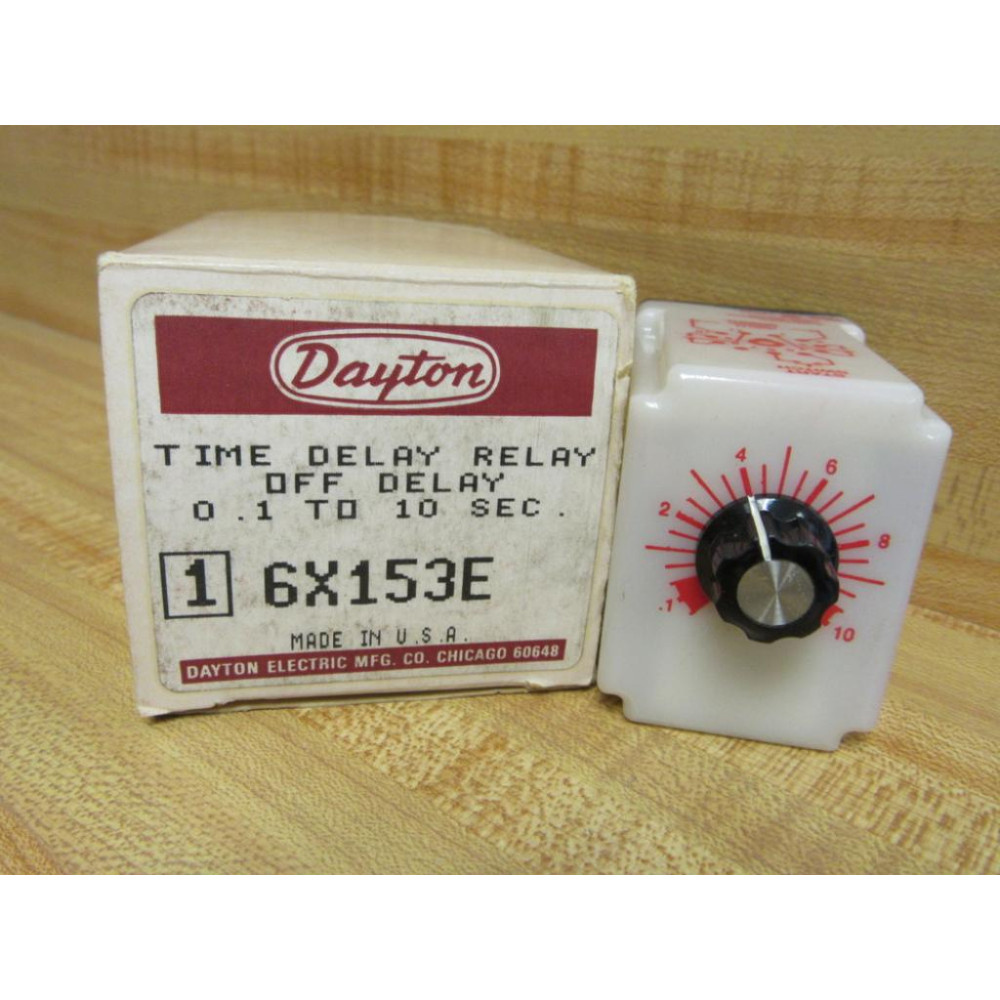 Dayton
TIME DELAY RELAY
OFF DELAY
0.1 TO 10 SEC.
1 6X153E
MADE IN U.S.A.
DAYTON ELECTRIC MFG. CO. CHICAGO 60648
.1 2 4 6 8 10